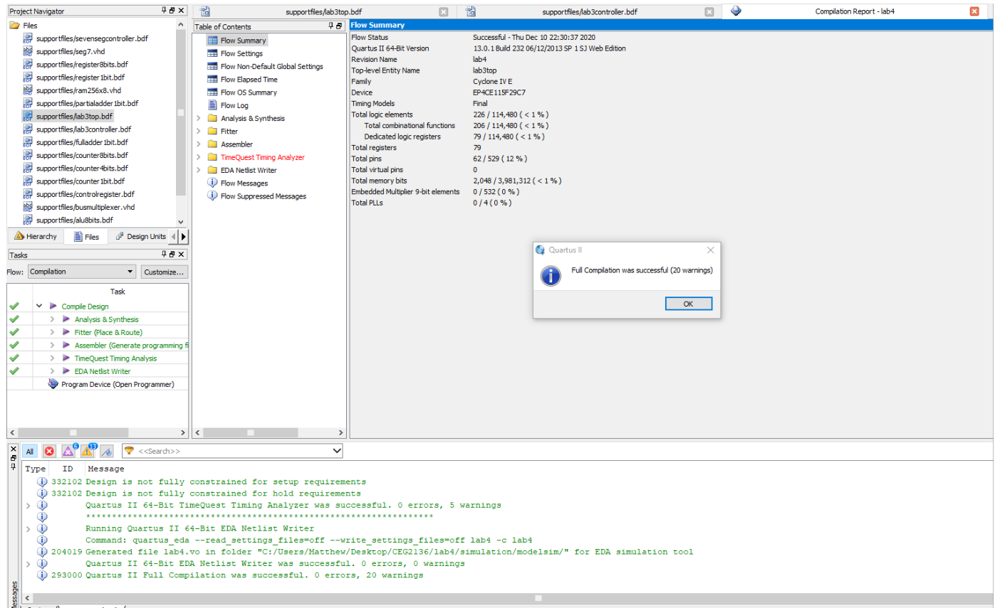 Project Navigator
Files
supportfiles/sevensegcontroller.bdf
supportfiles/seg7.vhd
supportfiles/register8bits.bdf
supportfiles/register1bit.bdf
supportfiles/ram256x8.vhd
supportfiles/partialadder1bit.bdf
supportfiles/lab3top.bdf
supportfiles/lab3controller.bdf
supportfiles/fulladder1bit.bdf
supportfiles/counter8bits.bdf
supportfiles/counter4bits.bdf
supportfiles/counter1bit.bdf
supportfiles/controlregister.bdf
supportfiles/busmultiplexer.vhd
supportfiles/alu8bits.bdf
Hierarchy Files Design Units
Tasks
Flow: Compilation Customize...
Task
Compile Design
Analysis & Synthesis
Fitter (Place & Route)
Assembler (Generate programming fi
TimeQuest Timing Analysis
EDA Netlist Writer
Program Device (Open Programmer)
supportfiles/lab3top.bdf supportfiles/lab3controller.bdf Compilation Report - lab4
Table of Contents
Flow Summary
Flow Settings
Flow Non-Default Global Settings
Flow Elapsed Time
Flow OS Summary
Flow Log
Analysis & Synthesis
Fitter
Assembler
TimeQuest Timing Analyzer
EDA Netlist Writer
Flow Messages
Flow Suppressed Messages
Flow Summary
Flow Status Successful - Thu Dec 10 22:30:37 2020
Quartus II 64-Bit Version 13.0.1 Build 232 06/12/2013 SP 1 SJ Web Edition
Revision Name lab4
Top-level Entity Name lab3top
Family Cyclone IV E
Device EP4CE115F29C7
Timing Models Final
Total logic elements 226 / 114,480 ( < 1 % )
Total combinational functions 206 / 114,480 ( < 1 % )
Dedicated logic registers 79 / 114,480 ( < 1 % )
Total registers 79
Total pins 62 / 529 ( 12 % )
Total virtual pins 0
Total memory bits 2,048 / 3,981,312 ( < 1 % )
Embedded Multiplier 9-bit elements 0 / 532 ( 0 % )
Total PLLs 0 / 4 ( 0 % )
Quartus II
Full Compilation was successful (20 warnings)
OK
All 6 13 <<Search>>
Type ID Message
332102 Design is not fully constrained for setup requirements
332102 Design is not fully constrained for hold requirements
Quartus II 64-Bit TimeQuest Timing Analyzer was successful. 0 errors, 5 warnings
*******************************************************************
Running Quartus II 64-Bit EDA Netlist Writer
Command: quartus_eda --read_settings_files=off --write_settings_files=off lab4 -c lab4
204019 Generated file lab4.vo in folder "C:/Users/Matthew/Desktop/CEG2136/lab4/simulation/modelsim/" for EDA simulation tool
Quartus II 64-Bit EDA Netlist Writer was successful. 0 errors, 0 warnings
293000 Quartus II Full Compilation was successful. 0 errors, 20 warnings
Messages